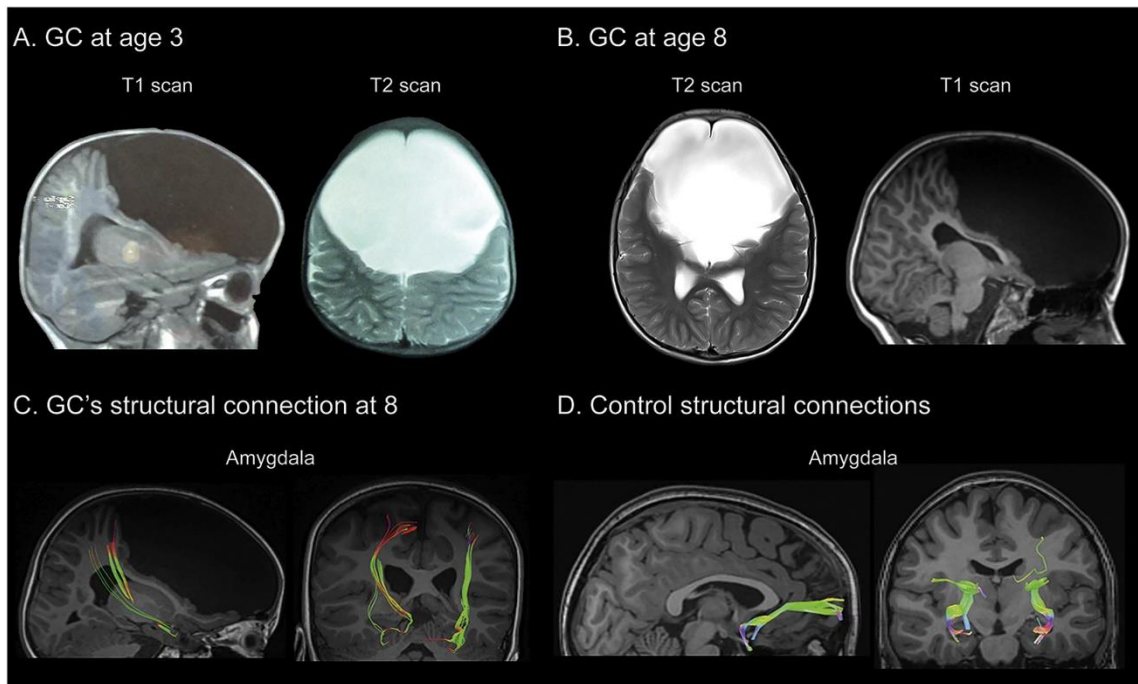 A. GC at age 3
B. GC at age 8
T1 scan
T2 scan
T2 scan
T1 scan
C. GC’s structural connection at 8
D. Control structural connections
Amygdala
Amygdala